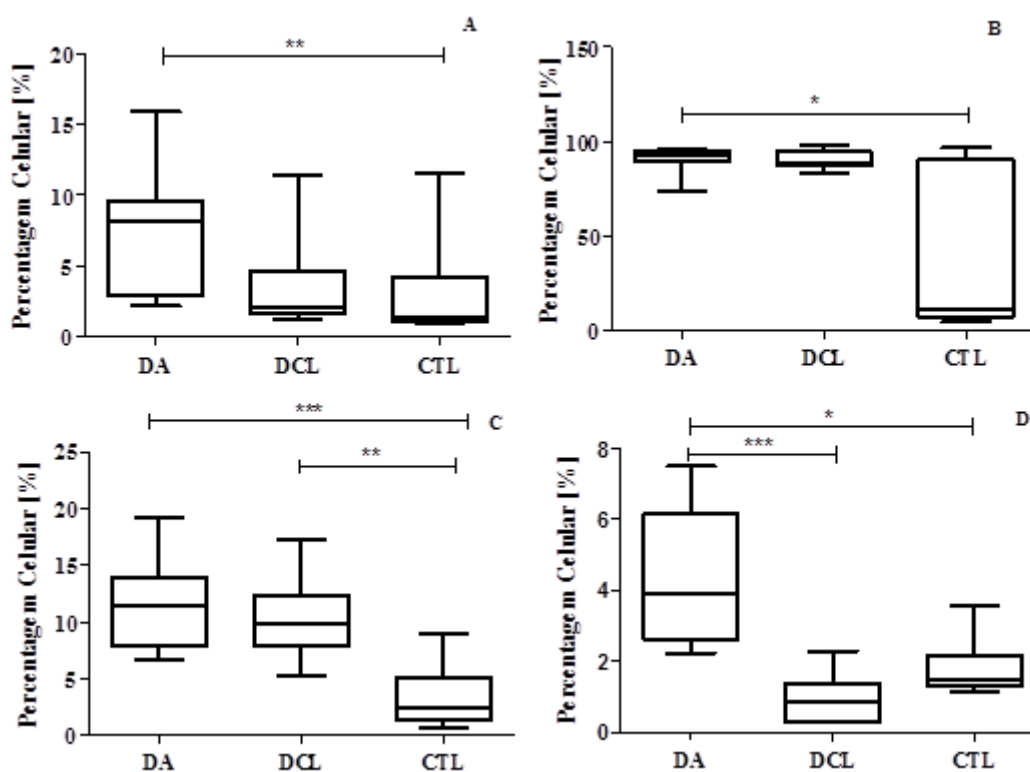 A
**
Percentagem Celular [%]
20
15
10
5
0
DA DCL CTL
B
*
Percentagem Celular [%]
150
100
50
0
DA DCL CTL
C
***
**
Percentagem Celular [%]
25
20
15
10
5
0
DA DCL CTL
D
*
***
Percentagem Celular [%]
8
6
4
2
0
DA DCL CTL